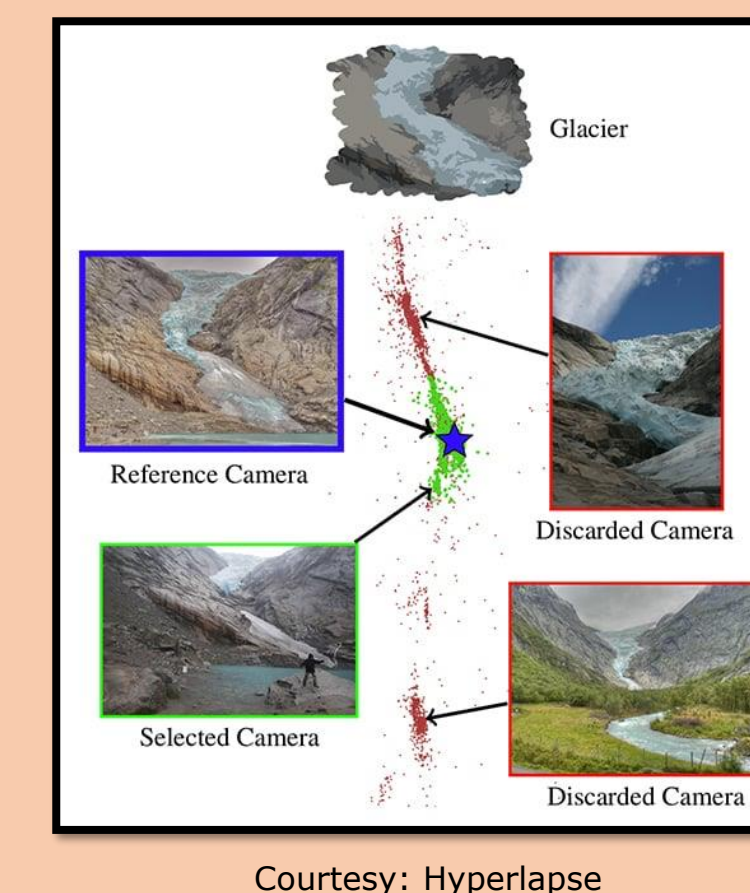 Glacier
Reference Camera
Discarded Camera
Selected Camera
Discarded Camera
Courtesy: Hyperlapse